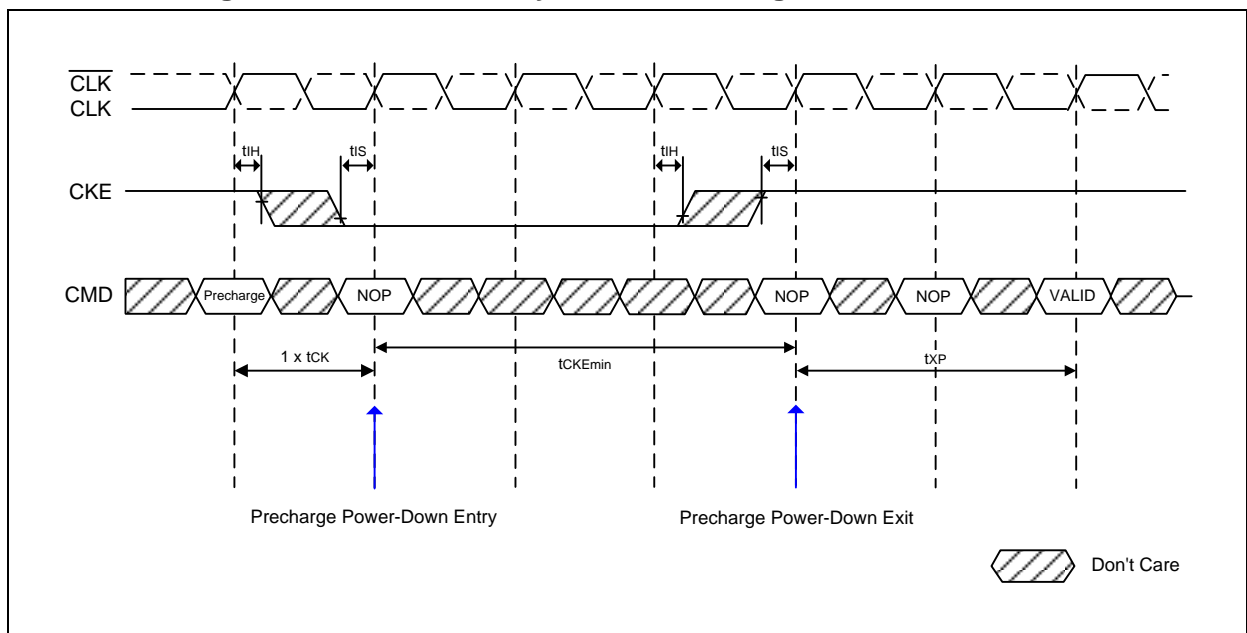 CLK
CLK
tIH
tIS
tIH
tIS
CKE
CMD
Precharge
NOP
NOP
NOP
VALID
1 x tCK
tCKEmin
tXP
Precharge Power-Down Entry
Precharge Power-Down Exit
Don't Care